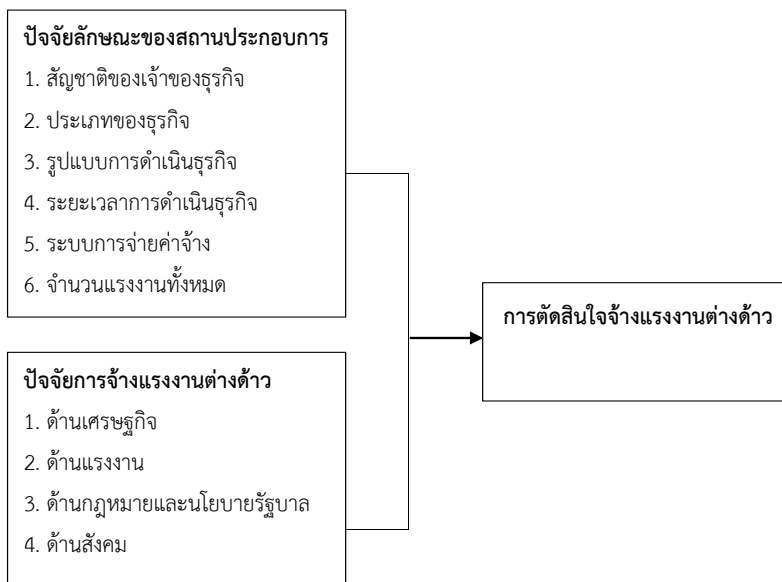 ปัจจัยลักษณะของสถานประกอบการ
1. สัญชาติของเจ้าของธุรกิจ
2. ประเภทของธุรกิจ
3. รูปแบบการดำเนินธุรกิจ
4. ระยะเวลาการดำเนินธุรกิจ
5. ระบบการจ่ายค่าจ้าง
6. จำนวนแรงงานทั้งหมด
การตัดสินใจจ้างแรงงานต่างด้าว
ปัจจัยการจ้างแรงงานต่างด้าว
1. ด้านเศรษฐกิจ
2. ด้านแรงงาน
3. ด้านกฎหมายและนโยบายรัฐบาล
4. ด้านสังคม